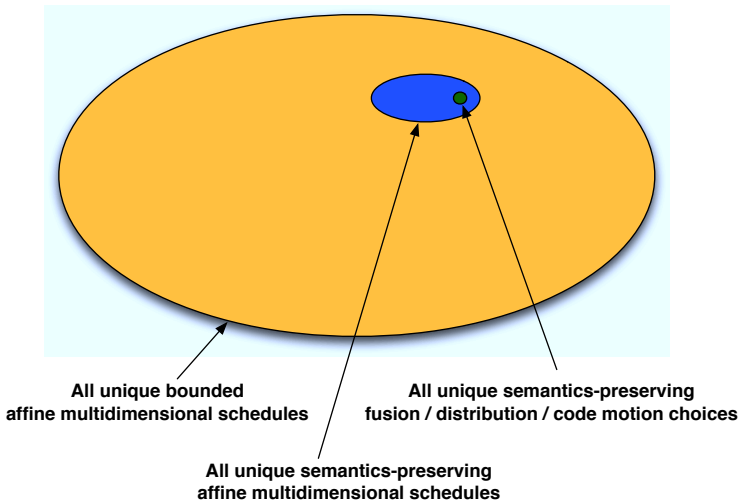 All unique bounded
affine multidimensional schedules
All unique semantics-preserving
fusion / distribution / code motion choices
All unique semantics-preserving
affine multidimensional schedules